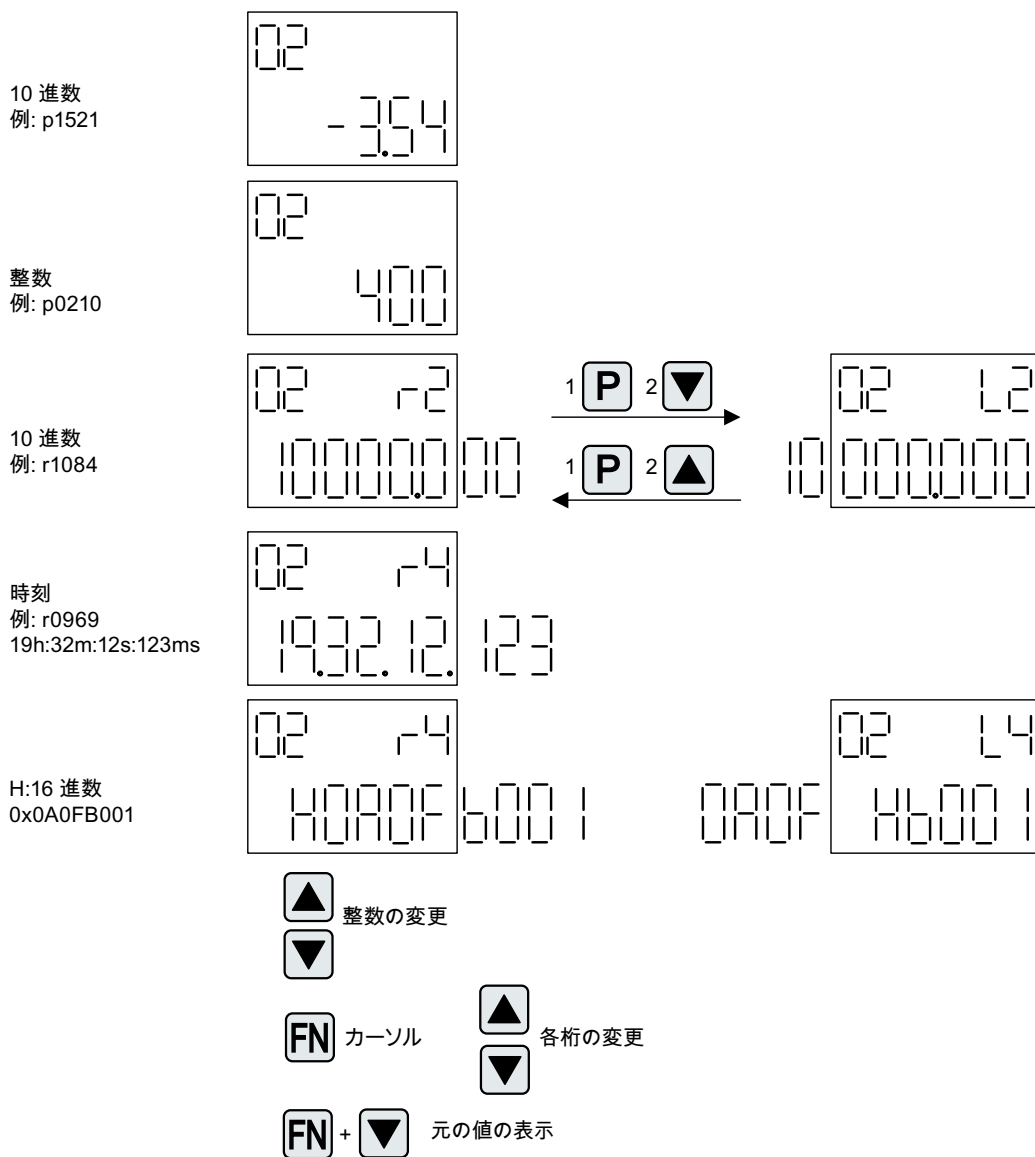 02
10 進数
例: p1521
-3.54
02
整数
例: p0210
400
02 r2
10 進数
例: r1084
10000.000
1 P 2
1 P 2
02 L2
10000.000
02 r4
時刻
例: r0969
19h:32m:12s:123ms
19.32.12. 123
02 r4
H:16 進数
0x0A0FB001
H0A0Fb001
02 L4
0A0F Hb001
整数の変更
FN カーソル
各桁の変更
FN + 元の値の表示